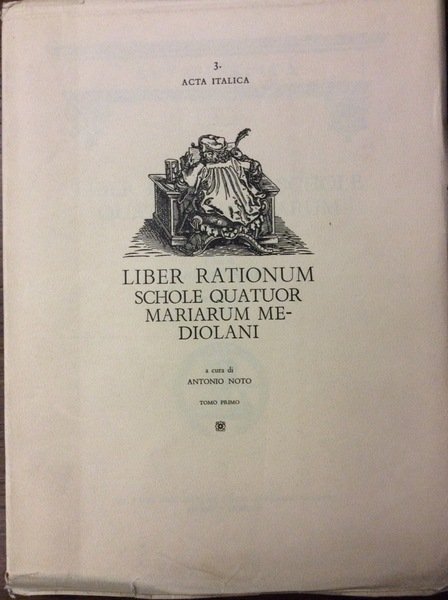 3.
ACTA ITALICA
LIBER RATIONUM
SCHOLE QUATUOR
MARIARUM ME-
DIOLANI
a cura di
ANTONIO NOTO
TOMO PRIMO